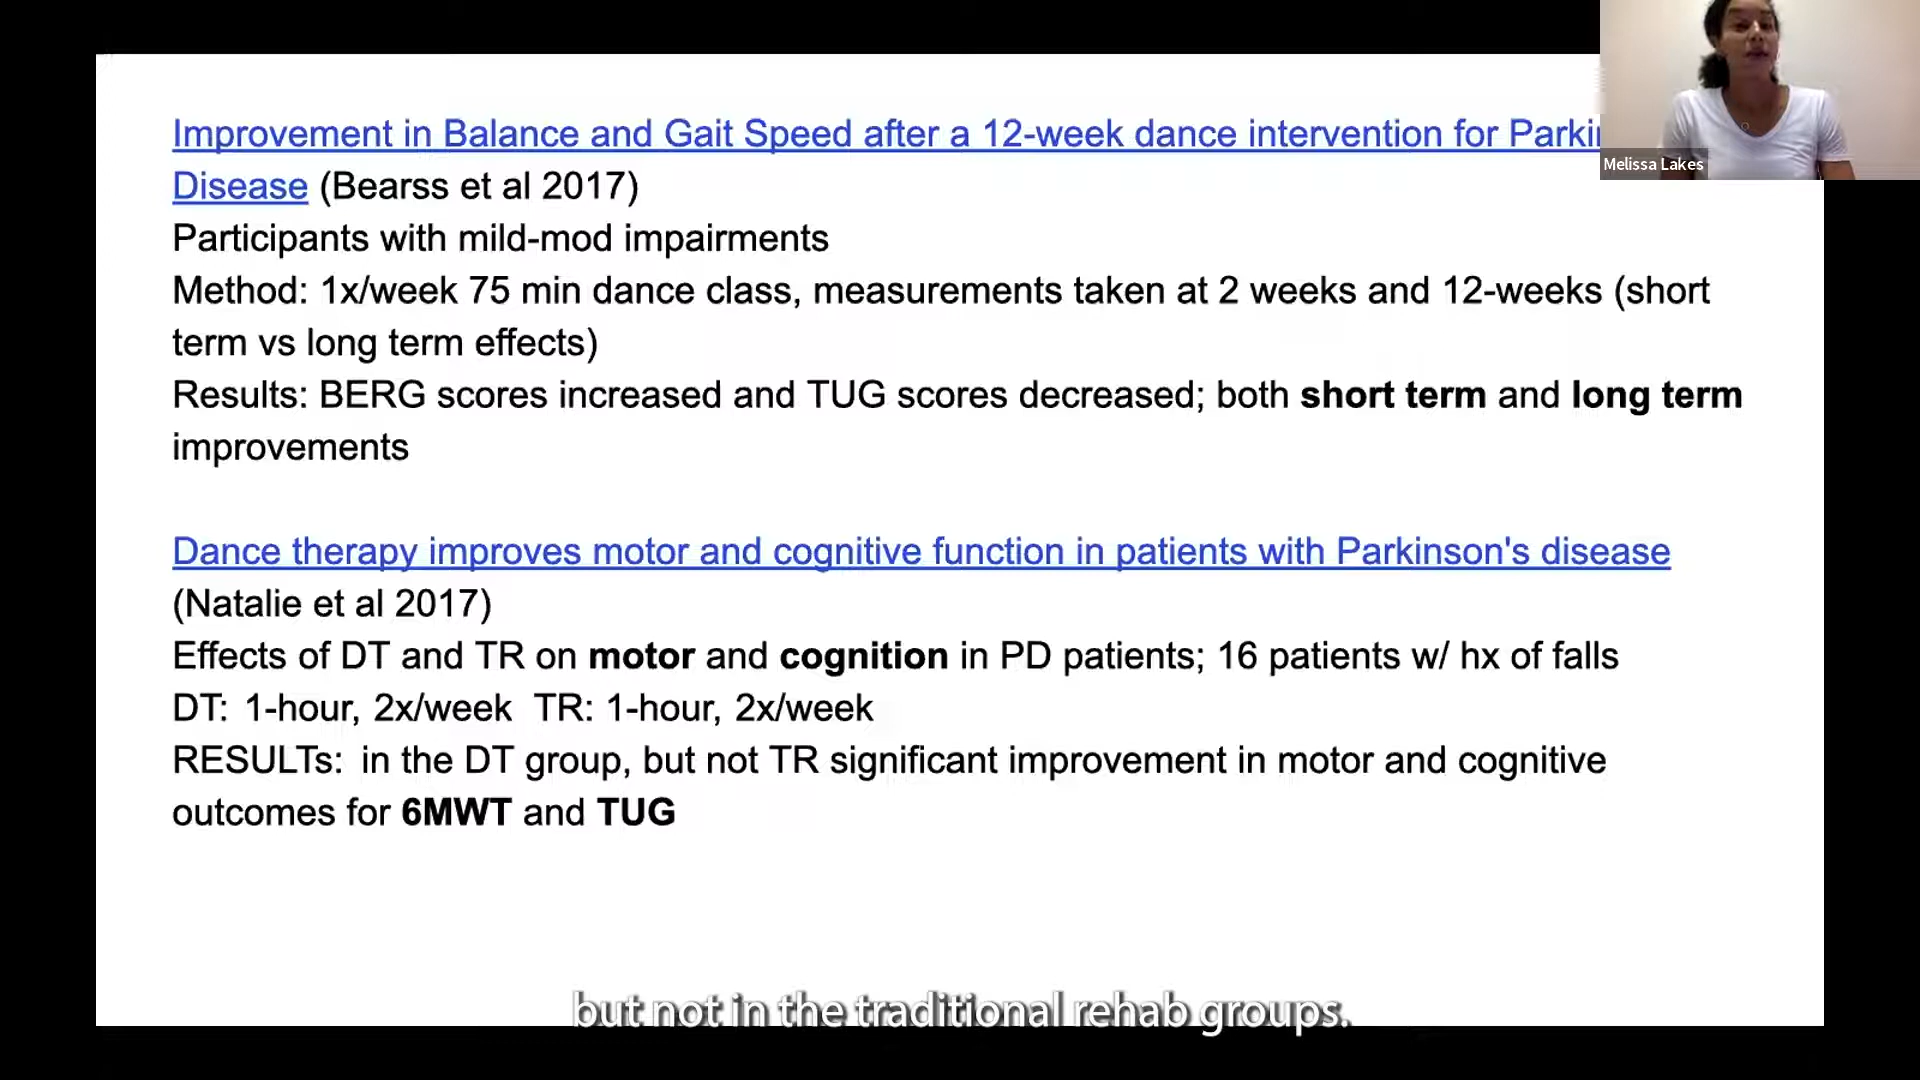 Improvement in Balance and Gait Speed after a 12-week dance intervention for
Disease (Bearss et al 2017)
Participants with mild-mod impairments
Method: 1x/week 75 min dance class, measurements taken at 2 weeks and 12-weeks (short
term vs long term effects)
Results: BERG scores increased and TUG scores decreased; both short term and long term
improvements
Dance therapy improves motor and cognitive function in patients with Parkinson's disease
(Natalie et al 2017)
Effects of DT and TR on motor and cognition in PD patients; 16 patients w/ hx of falls
DT: 1-hour, 2x/week TR: 1-hour, 2x/week
RESULTs: in the DT group, but not TR significant improvement in motor and cognitive
outcomes for 6MWT and TUG
Melissa Lakes
but not in the traditional rehab groups.